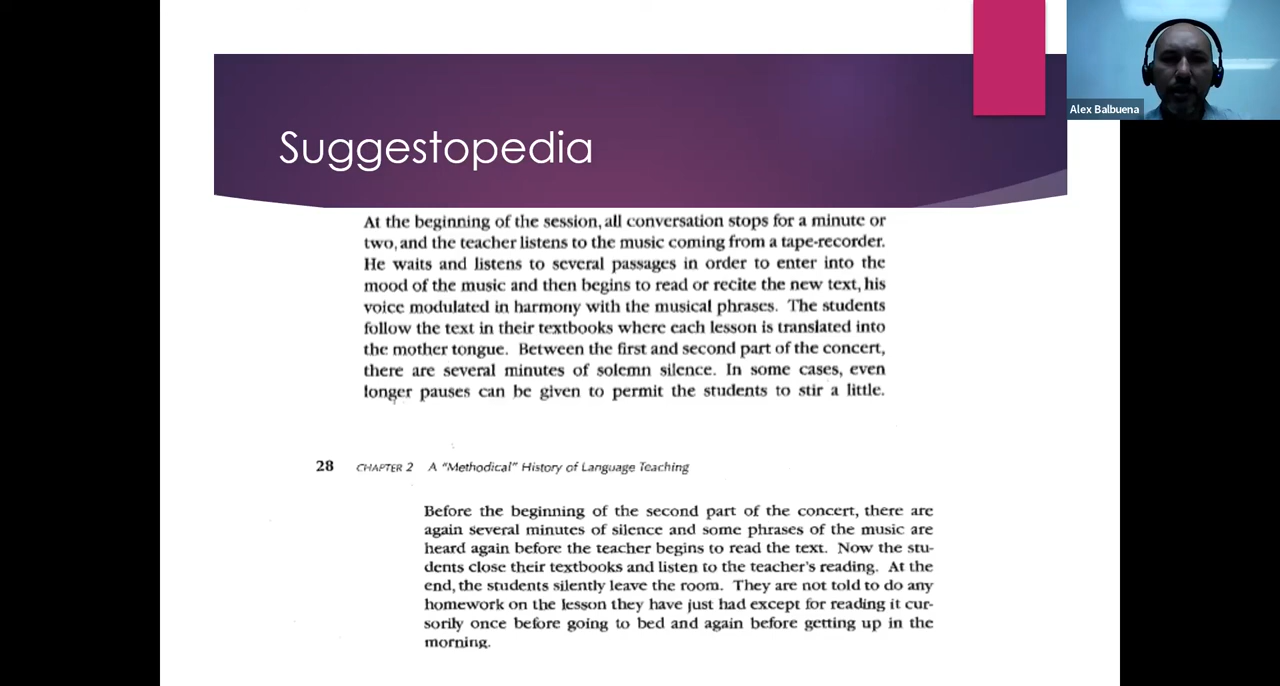 Suggestopedia
Alex Balbuena
At the beginning of the session, all conversation stops for a minute or
two, and the teacher listens to the music coming from a tape-recorder.
He waits and listens to several passages in order to enter into the
mood of the music and then begins to read or recite the new text, his
voice modulated in harmony with the musical phrases. The students
follow the text in their textbooks where each lesson is translated into
the mother tongue. Between the first and second part of the concert,
there are several minutes of solemn silence. In some cases, even
longer pauses can be given to permit the students to stir a little.
28 CHAPTER 2 A "Methodical" History of Language Teaching
Before the beginning of the second part of the concert, there are
again several minutes of silence and some phrases of the music are
heard again before the teacher begins to read the text. Now the stu-
dents close their textbooks and listen to the teacher's reading. At the
end, the students silently leave the room. They are not told to do any
homework on the lesson they have just had except for reading it cur-
sorily once before going to bed and again before getting up in the
morning.